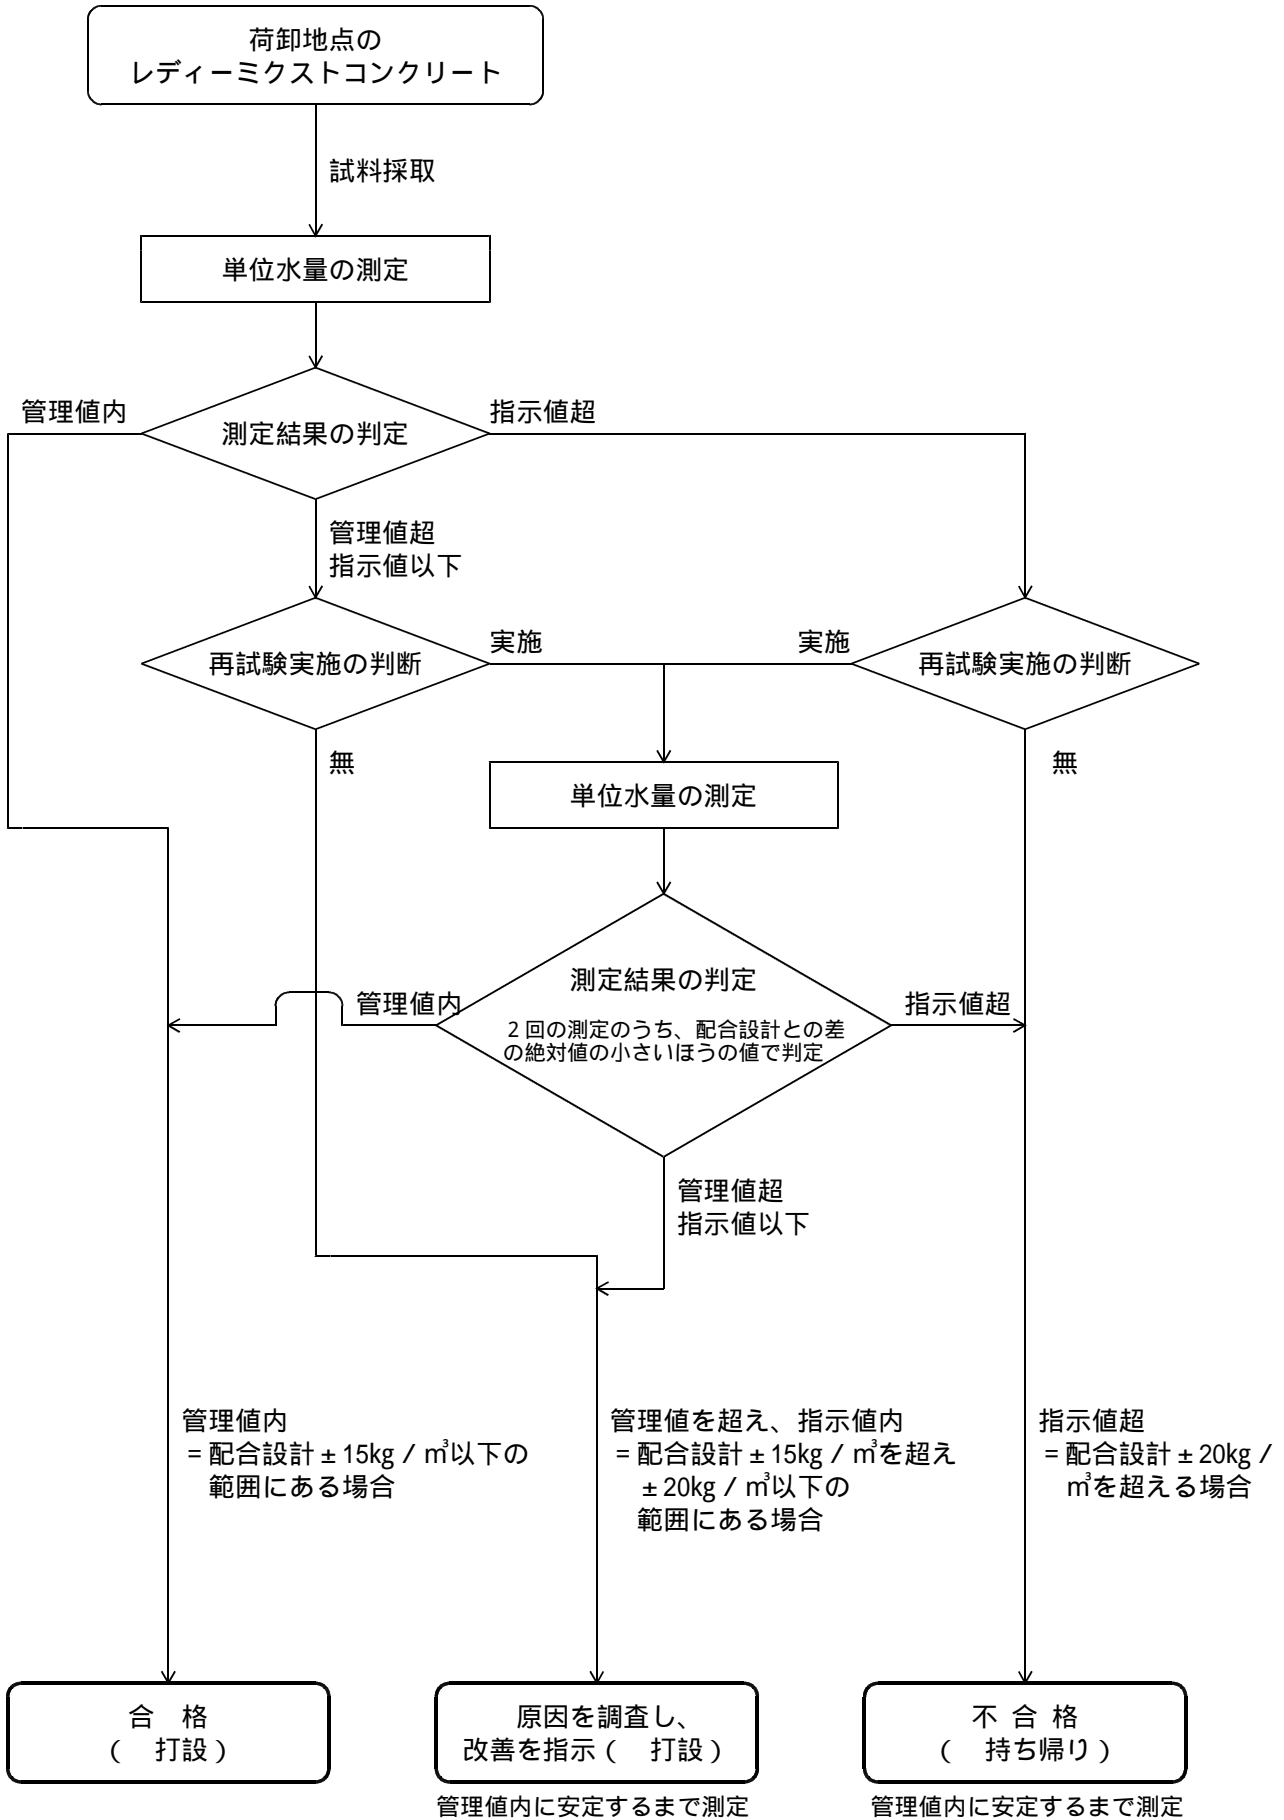 荷卸地点の
レディーミクストコンクリート
試料採取
単位水量の測定
管理値内
測定結果の判定
指示値超
管理値超
指示値以下
再試験実施の判断
実施
実施
再試験実施の判断
無
無
単位水量の測定
測定結果の判定
管理値内
2回の測定のうち、配合設計との差
の絶対値の小さいほうの値で判定
指示値超
管理値超
指示値以下
管理値内
=配合設計±15kg/㎥以下の
範囲にある場合
管理値を超え、指示値内
=配合設計±15kg/㎥を超え
±20kg/㎥以下の
範囲にある場合
指示値超
=配合設計±20kg/
㎥を超える場合
合 格
( 打設)
原因を調査し、
改善を指示( 打設)
不 合 格
( 持ち帰り)
管理値内に安定するまで測定
管理値内に安定するまで測定